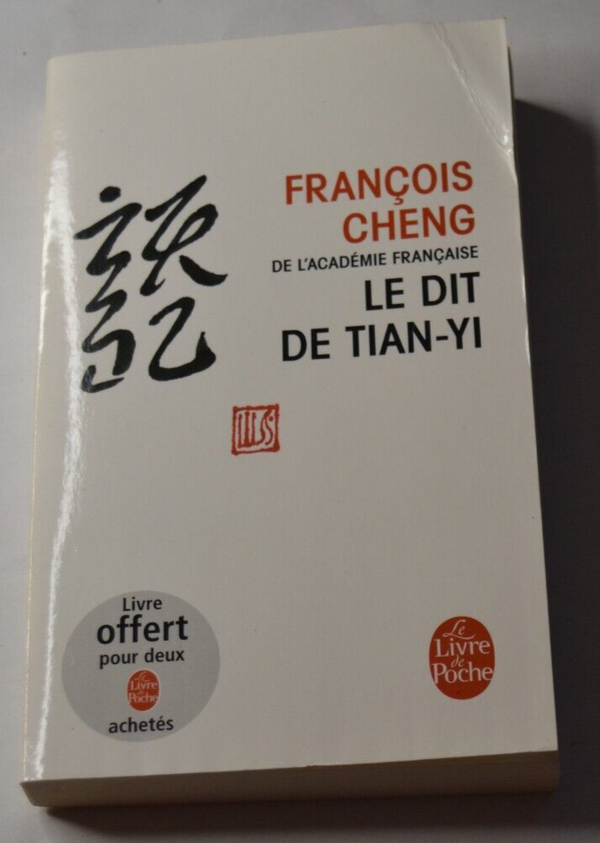 FRANÇOIS
CHENG
DE L'ACADÉMIE FRANÇAISE
LE DIT
DE TIAN-YI
Livre
offert
pour deux
Le
Livre
de
Poche
achetés
Le
Livre
de
Poche